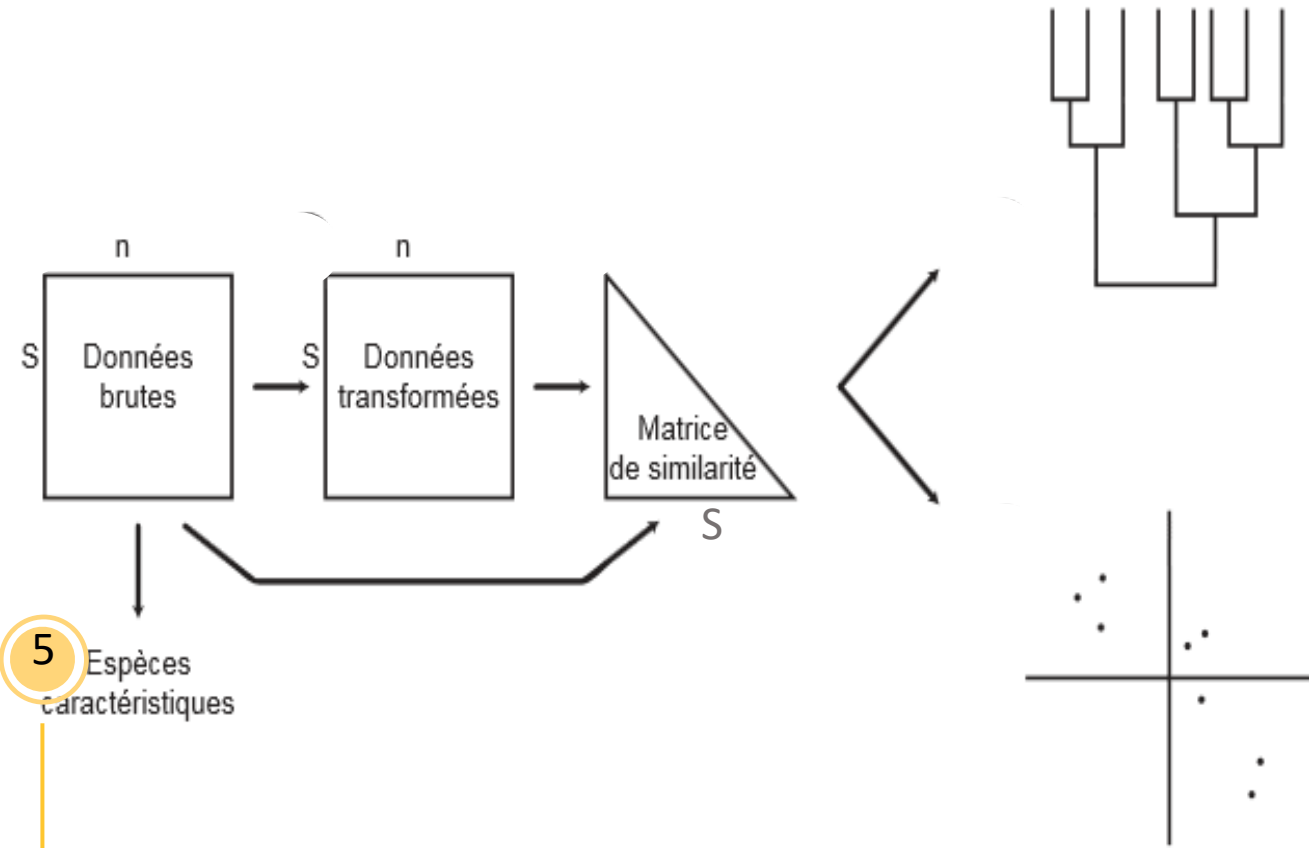 n
n
S
Données
brutes
S
Données
transformées
Matrice
de similarité
S
5
Espèces
caractéristiques